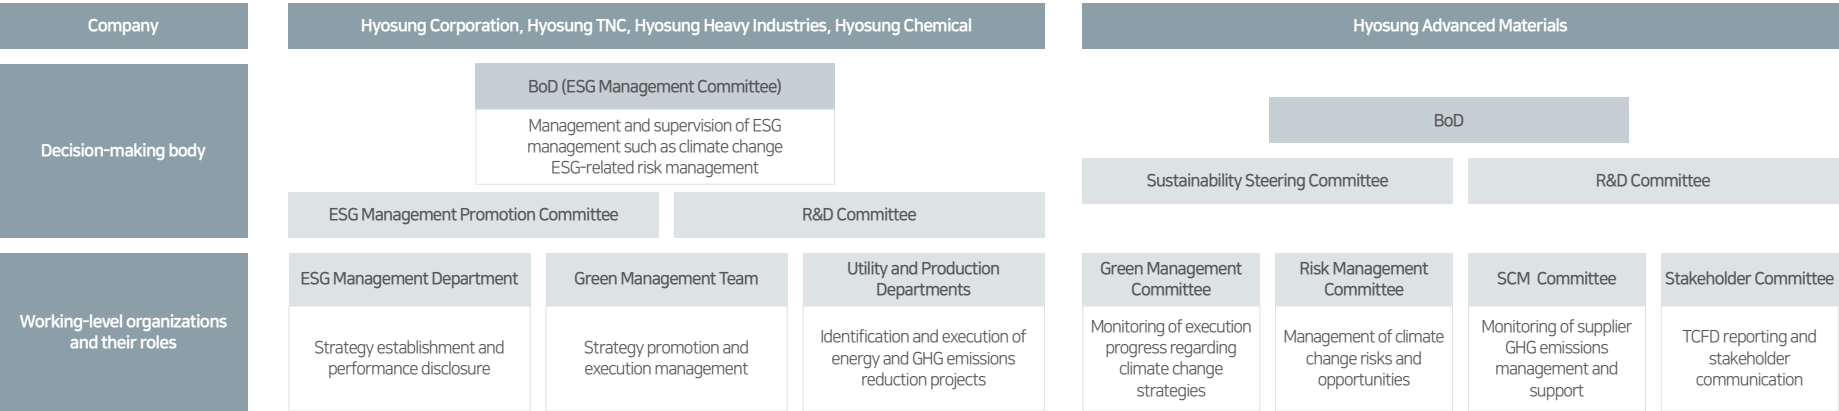 Company
Hyosung Corporation, Hyosung TNC, Hyosung Heavy Industries, Hyosung Chemical
Hyosung Advanced Materials
Decision-making body
BoD (ESG Management Committee)
Management and supervision of ESG
management such as climate change
ESG-related risk management
ESG Management Promotion Committee
R&D Committee
BoD
Sustainability Steering Committee
R&D Committee
Working-level organizations
and their roles
ESG Management Department
Strategy establishment and
performance disclosure
Green Management Team
Strategy promotion and
execution management
Utility and Production
Departments
Identification and execution of
energy and GHG emissions
reduction projects
Green Management
Committee
Monitoring of execution
progress regarding
climate change
strategies
Risk Management
Committee
Management of climate
change risks and
opportunities
SCM Committee
Monitoring of supplier
GHG emissions
management and
support
Stakeholder Committee
TCFD reporting and
stakeholder
communication